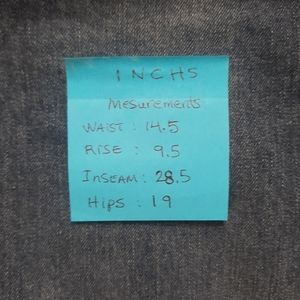 INCHS
Mesurements
WAIST: 14.5
RISE: 9.5
InSEAM: 28.5
Hips: 19